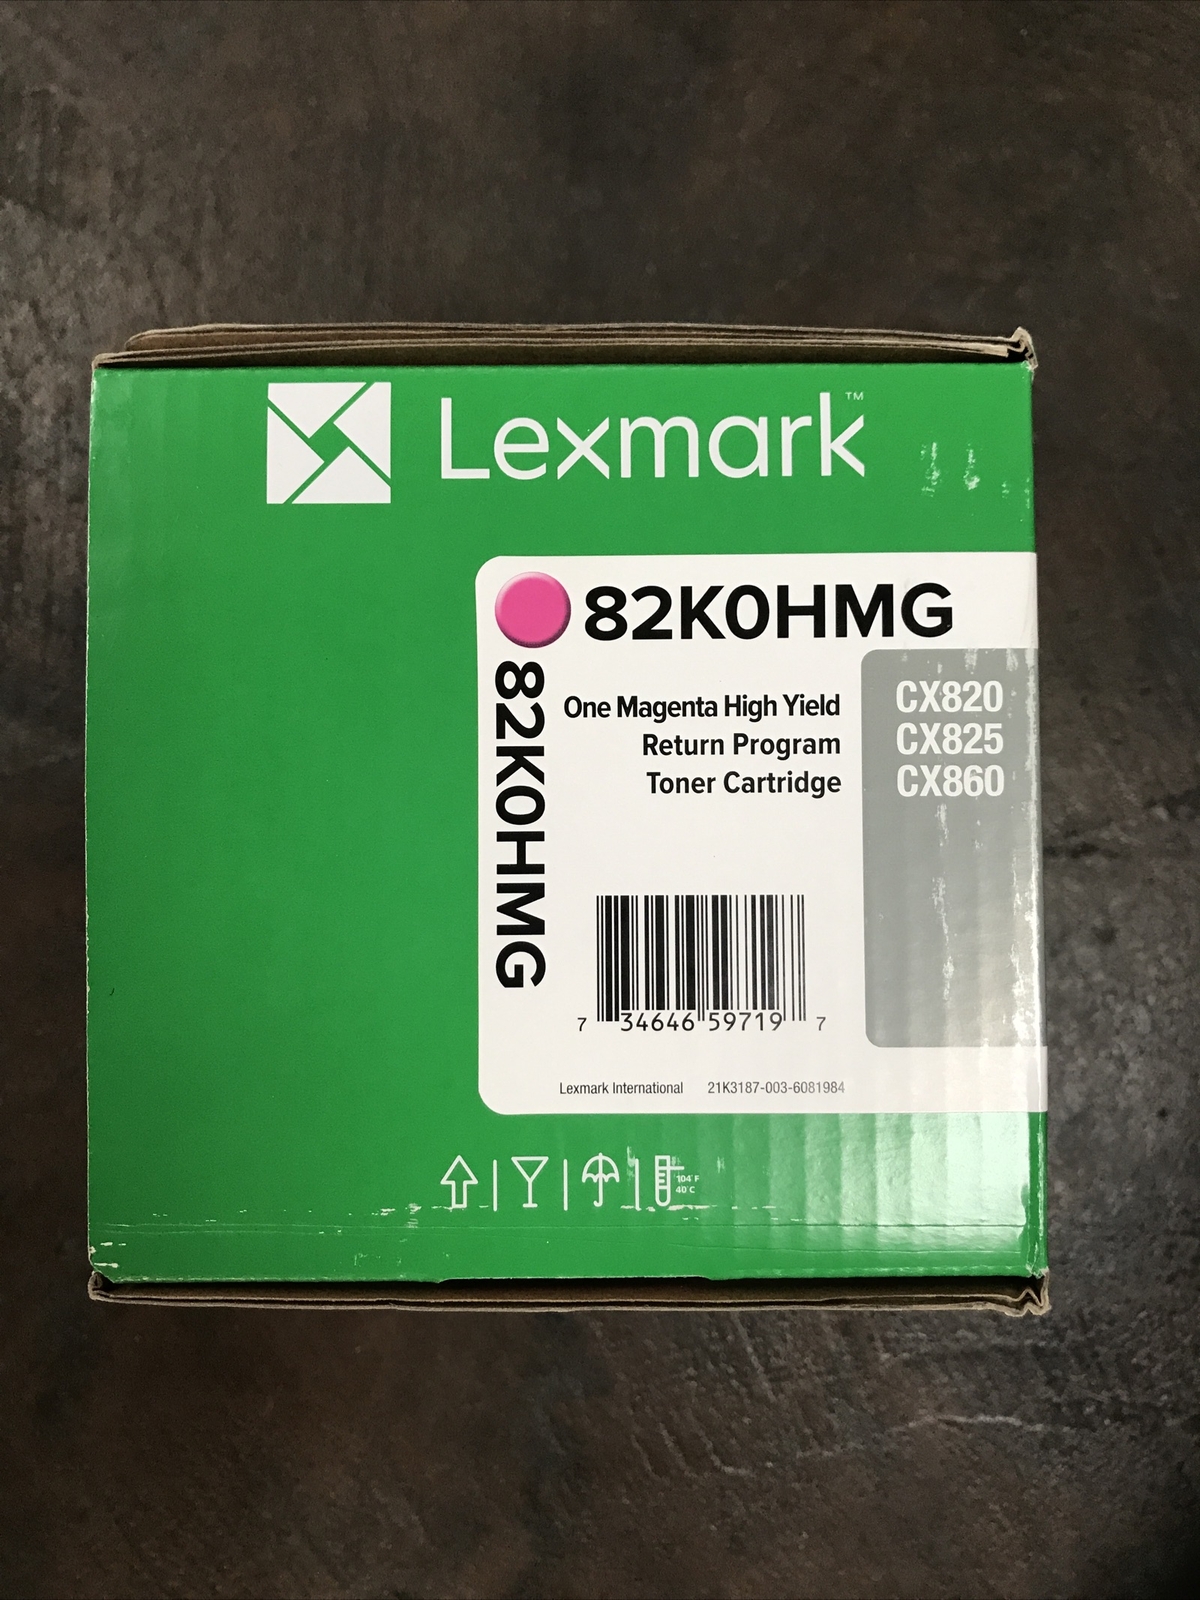 Lexmark™
82K0HMG
82K0HMG
One Magenta High Yield
Return Program
Toner Cartridge
CX820
CX825
CX860
7 34646 59719 7
Lexmark International 21K3187-003-6081984
104 F
40 C